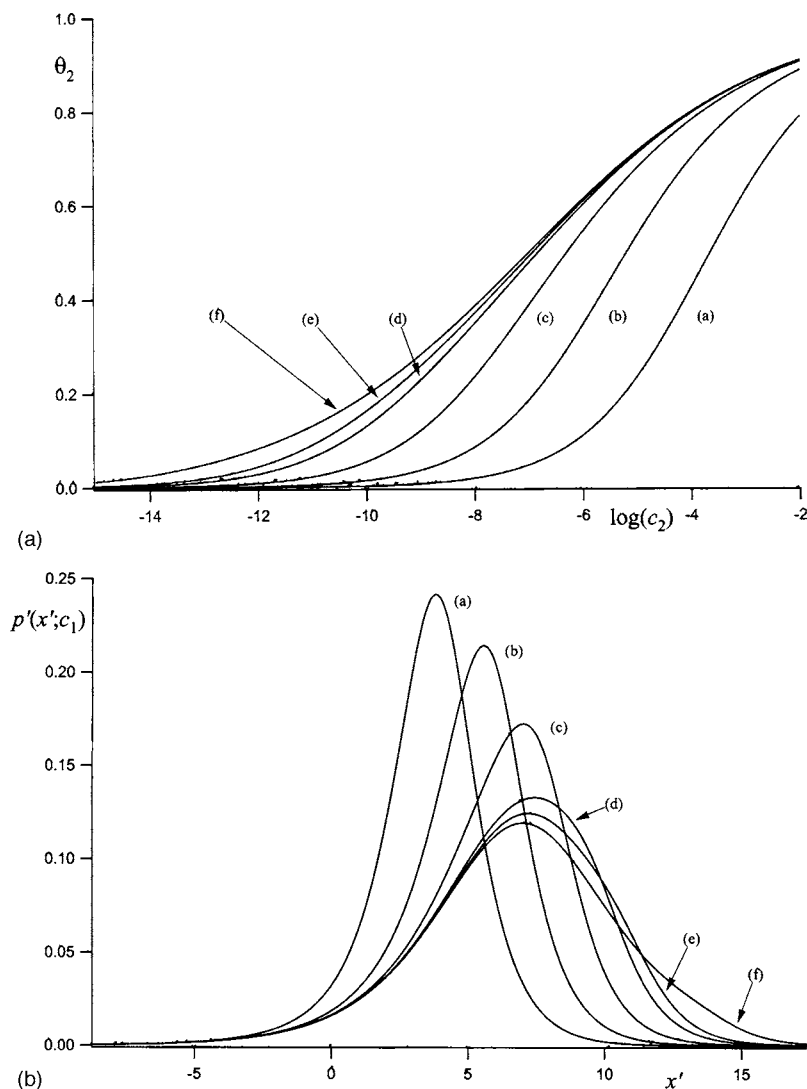 1.0
θ₂
0.8
0.6
0.4
(f)
(e)
(d)
(c)
(b)
(a)
0.2
0.0
-14 -12 -10 -8 -6 -4 -2
log(c₂)
(a)
0.25
p'(x';c₁)
(a)
0.20
(b)
(c)
0.15
(d)
0.10
0.05
(e)
(f)
0.00
-5 0 5 10 15
x'
(b)